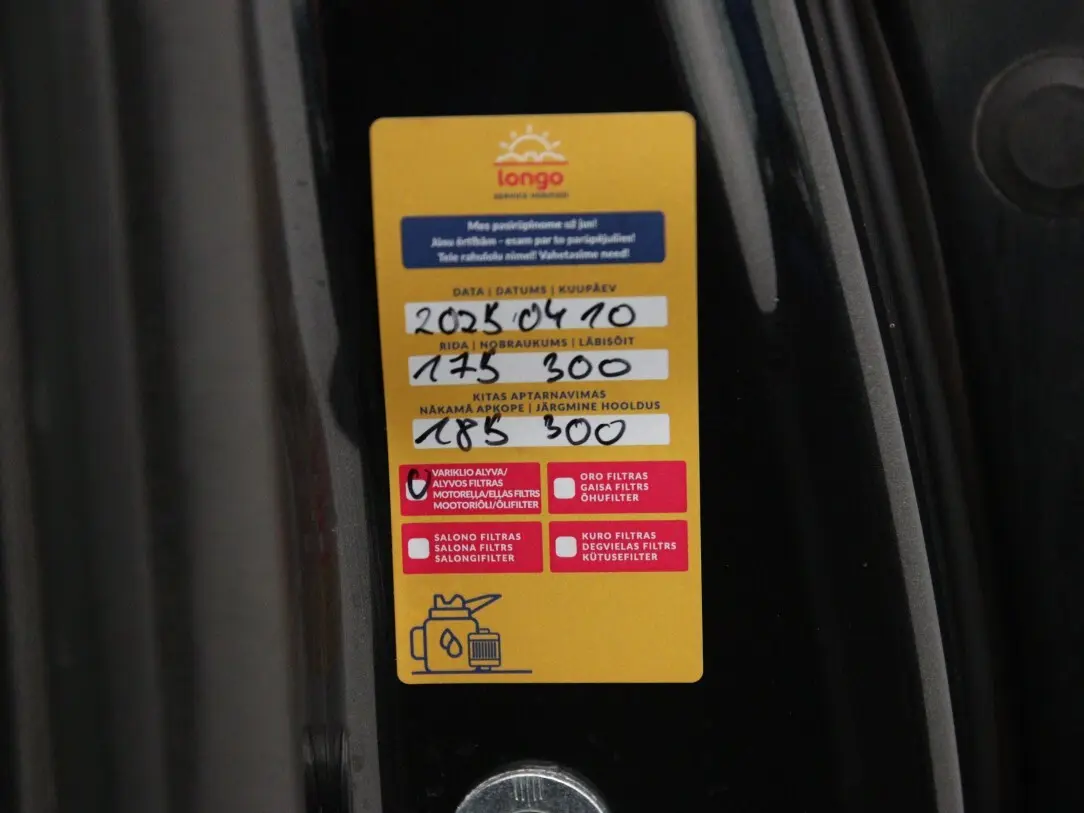 longo
Mes pasirūpinome už jus!
Jūsu ērtībām - esam par to parūpējušies!
Teie rahulolu nimel! Vahetasime need!
DATA | DATUMS | KUUPÄEV
2025 04 10
RIDA | NOBRAUKUMS | LÄBISÕIT
175 300
KITAS APTARNAVIMAS
NĀKAMĀ APKOPE | JÄRGMINE HOOLDUS
185 300
VARIKLIO ALYVA/
ALYVOS FILTRAS
MOTOREĻĻA/EĻĻAS FILTRS
MOOTORIÕLI/ÕLIFILTER
ORO FILTRAS
GAISA FILTRS
ÕHUFILTER
SALONO FILTRAS
SALONA FILTRS
SALONGIFILTER
KURO FILTRAS
DEGVIELAS FILTRS
KÜTUSEFILTER